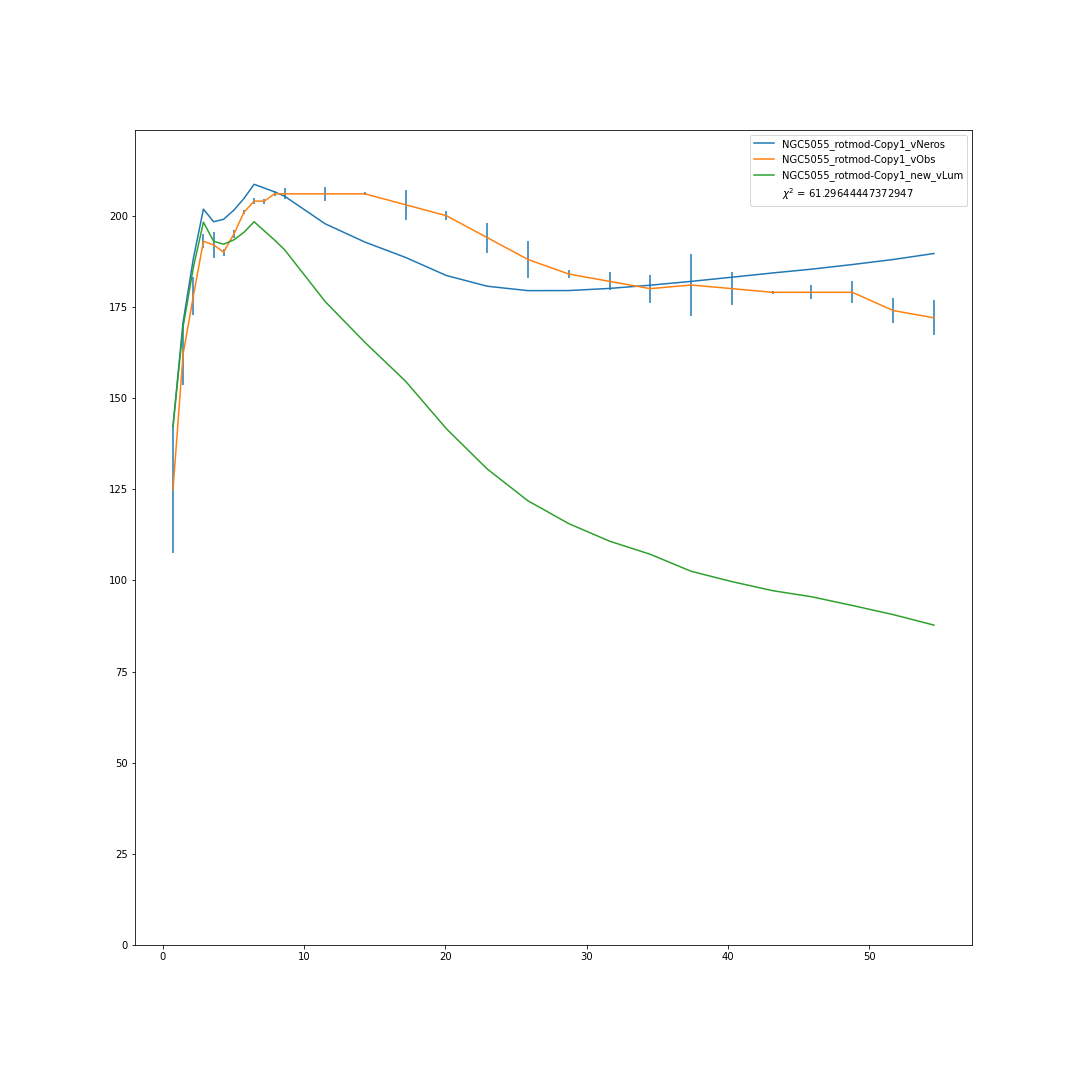 NGC5055_rotmod-Copy1_vNeros
NGC5055_rotmod-Copy1_vObs
NGC5055_rotmod-Copy1_new_vLum
χ² = 61.29644447372947
200
175
150
125
100
75
50
25
0
0 10 20 30 40 50